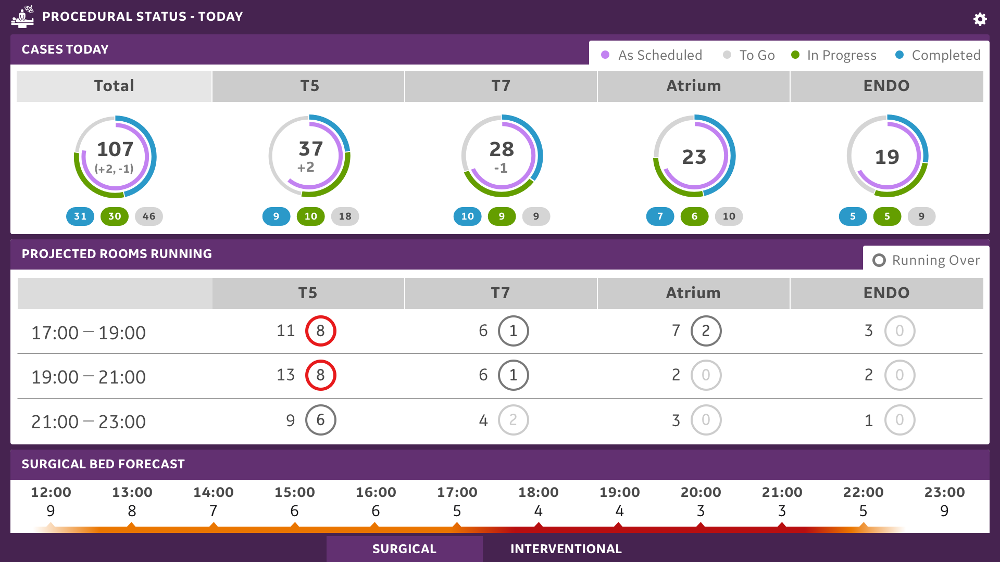 PROCEDURAL STATUS - TODAY
CASES TODAY
As Scheduled To Go In Progress Completed
Total T5 T7 Atrium ENDO
107 37 28 23 19
(+2, -1) +2 -1
31 30 46 9 10 18 10 9 9 7 6 10 5 5 9
PROJECTED ROOMS RUNNING
Running Over
T5 T7 Atrium ENDO
17:00 — 19:00 11 8 6 1 7 2 3 0
19:00 — 21:00 13 8 6 1 2 0 2 0
21:00 — 23:00 9 6 4 2 3 0 1 0
SURGICAL BED FORECAST
12:00 13:00 14:00 15:00 16:00 17:00 18:00 19:00 20:00 21:00 22:00 23:00
9 8 7 6 6 5 4 4 3 3 5 9
SURGICAL INTERVENTIONAL